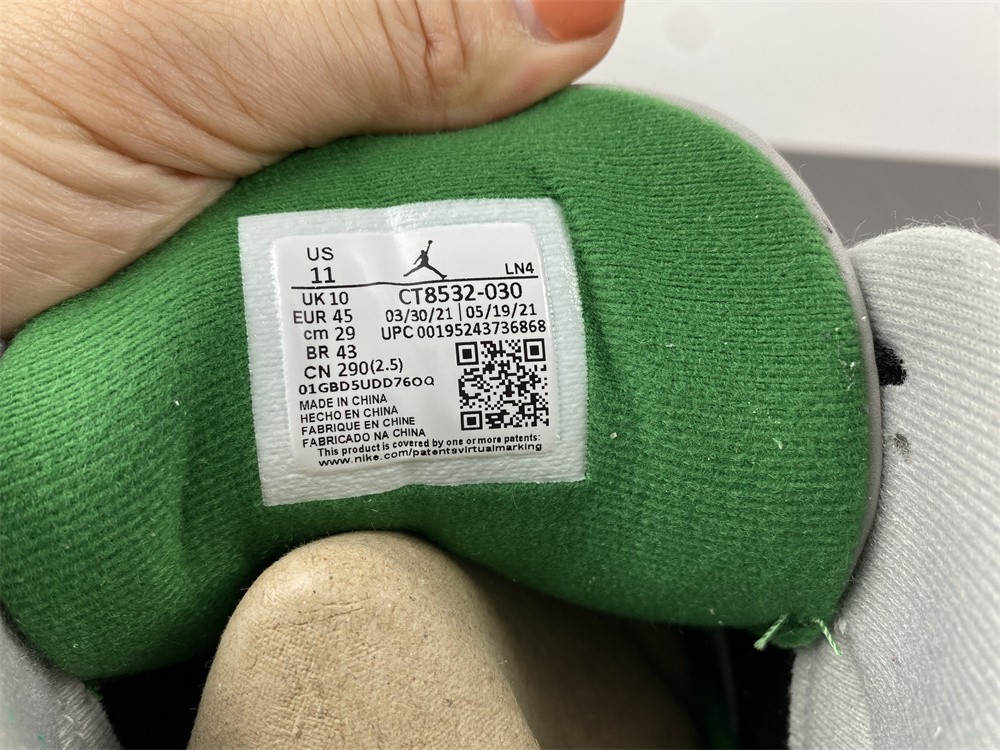 US
11
LN4
UK 10
CT8532-030
EUR 45
03/30/21 | 05/19/21
cm 29
UPC 00195243736868
BR 43
CN 290(2.5)
01GBD5UDD76OQ
MADE IN CHINA
HECHO EN CHINA
FABRIQUE EN CHINE
FABRICADO NA CHINA
This product is covered by one or more patents:
www.nike.com/patentsvirtualmarking